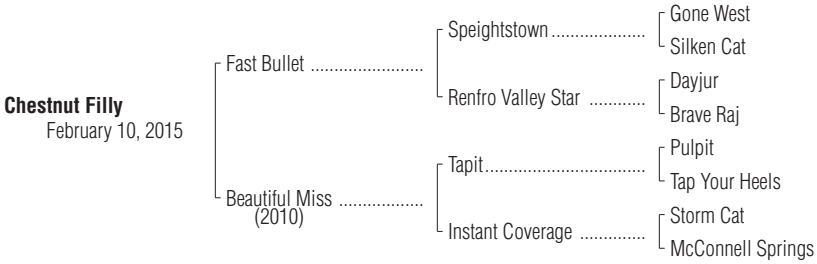 Gone West
Speightstown .....................
Silken Cat
Fast Bullet .........................
Dayjur
Renfro Valley Star ............
Brave Raj
Chestnut Filly
February 10, 2015
Pulpit
Tapit....................................
Tap Your Heels
Beautiful Miss ...................
(2010)
Storm Cat
Instant Coverage ..............
McConnell Springs